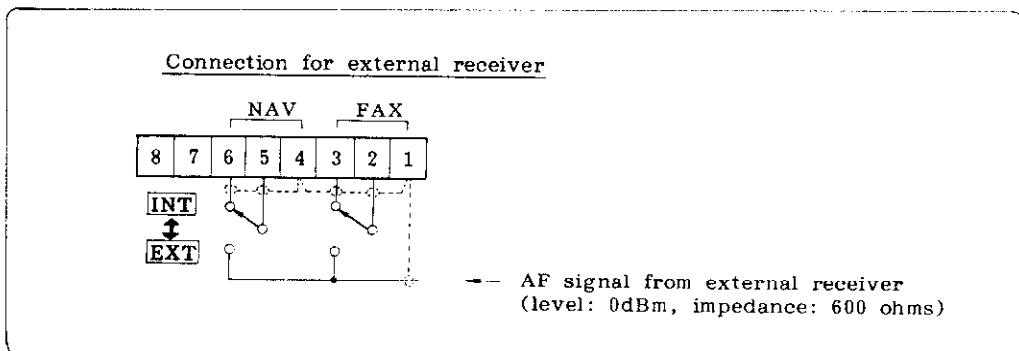 Connection for external receiver
NAV FAX
8 7 6 5 4 3 2 1
INT
EXT
AF signal from external receiver
(level: 0dBm, impedance: 600 ohms)